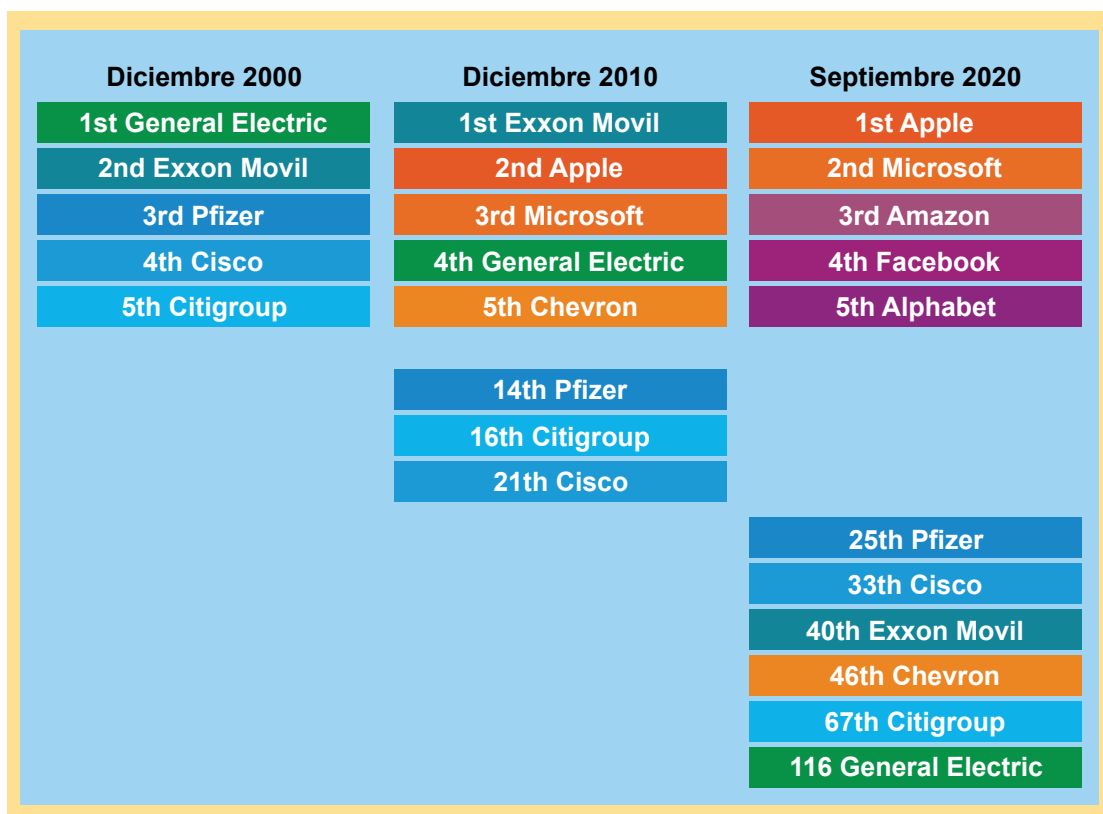 Diciembre 2000
1st General Electric
2nd Exxon Movil
3rd Pfizer
4th Cisco
5th Citigroup
Diciembre 2010
1st Exxon Movil
2nd Apple
3rd Microsoft
4th General Electric
5th Chevron
14th Pfizer
16th Citigroup
21th Cisco
Septiembre 2020
1st Apple
2nd Microsoft
3rd Amazon
4th Facebook
5th Alphabet
25th Pfizer
33th Cisco
40th Exxon Movil
46th Chevron
67th Citigroup
116 General Electric